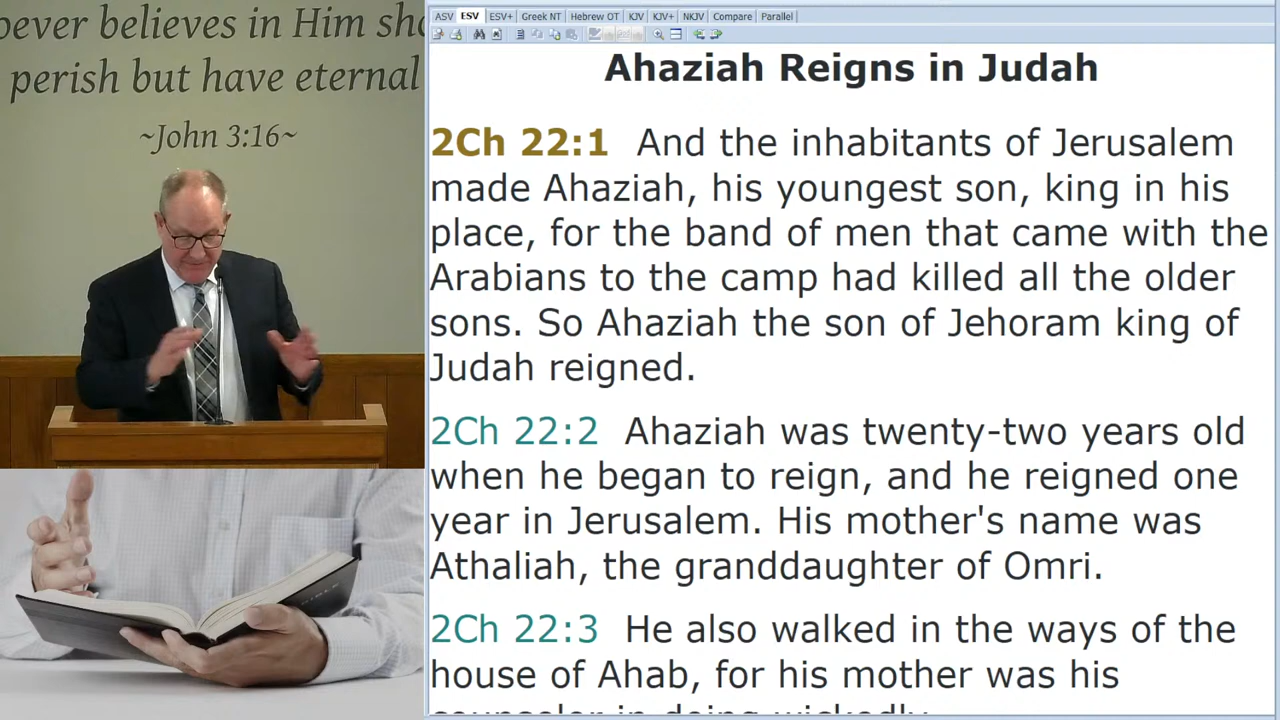 oever believes in Him sh
perish but have eternal
~John 3:16~
BIBLE
ASV ESV ESV+ Greek NT Hebrew OT KJV KJV+ NKJV Compare Parallel
Ahaziah Reigns in Judah
2Ch 22:1 And the inhabitants of Jerusalem
made Ahaziah, his youngest son, king in his
place, for the band of men that came with the
Arabians to the camp had killed all the older
sons. So Ahaziah the son of Jehoram king of
Judah reigned.
2Ch 22:2 Ahaziah was twenty-two years old
when he began to reign, and he reigned one
year in Jerusalem. His mother's name was
Athaliah, the granddaughter of Omri.
2Ch 22:3 He also walked in the ways of the
house of Ahab, for his mother was his
counselor in doing wickedly.